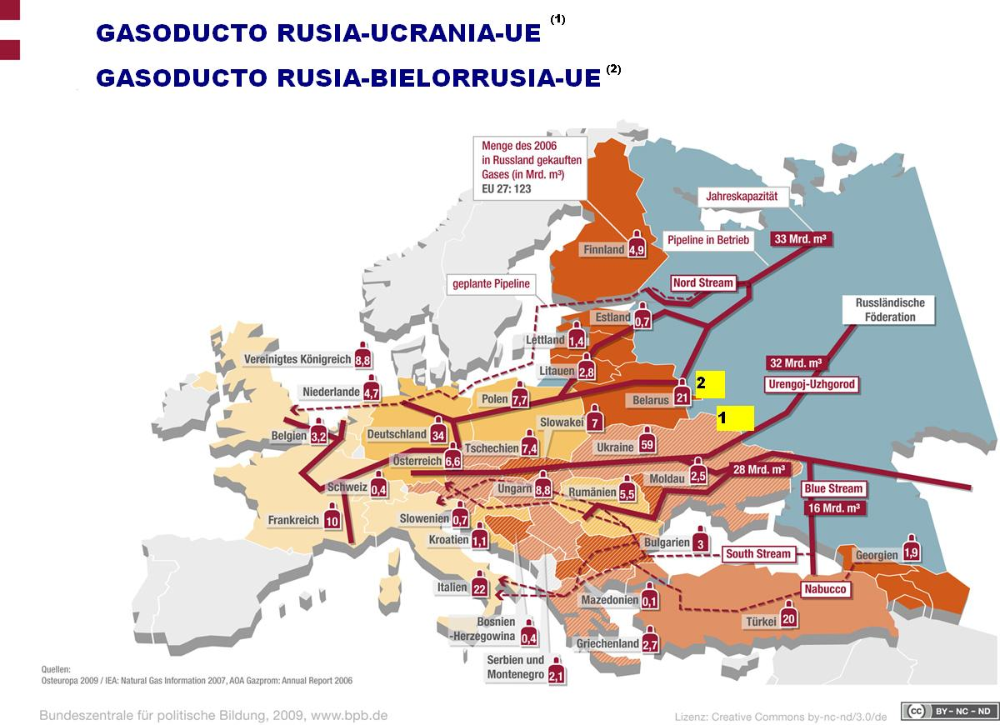 GASODUCTO RUSIA-UCRANIA-UE (1)
GASODUCTO RUSIA-BIELORRUSIA-UE (2)
Menge des 2006
in Russland gekauften
Gases (in Mrd. m³)
EU 27: 123
Jahreskapazität
Pipeline in Betrieb
33 Mrd. m³
Finnland 4,9
geplante Pipeline
Nord Stream
Russländische
Föderation
Estland 0,7
Lettland 1,4
Vereinigtes Königreich 8,8
Litauen 2,8
32 Mrd. m³
Urengoj-Uzhgorod
2
Niederlande 4,7
Polen 7,7
Belarus 21
1
Slowakei 7
Belgien 3,2
Deutschland 34
Tschechien 7,4
Ukraine 59
Österreich 6,6
28 Mrd. m³
Moldau 2,5
Schweiz 0,4
Ungarn 8,8
Rumänien 5,5
Blue Stream
16 Mrd. m³
Frankreich 10
Slowenien 0,7
Kroatien 1,1
Bulgarien 3
South Stream
Georgien 1,9
Italien 22
Nabucco
Mazedonien 0,1
Türkei 20
Bosnien
-Herzegowina 0,4
Griechenland 2,7
Serbien und
Montenegro 2,1
Quellen:
Osteuropa 2009 / IEA: Natural Gas Information 2007, AOA Gazprom: Annual Report 2006
Bundeszentrale für politische Bildung, 2009, www.bpb.de
Lizenz: Creative Commons by-nc-nd/3.0/de
cc BY - NC - ND